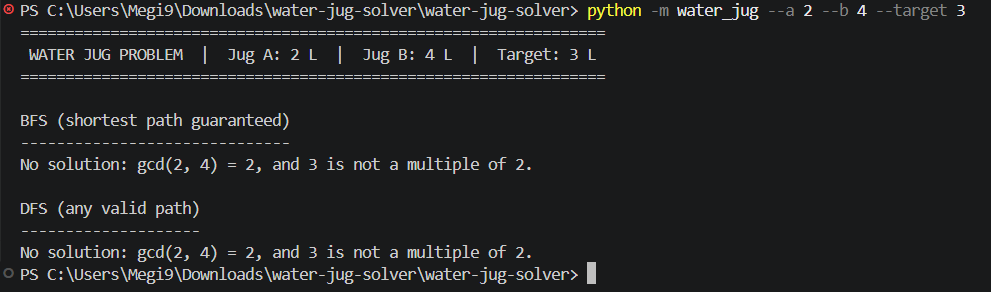 PS C:\Users\Megi9\Downloads\water-jug-solver\water-jug-solver> python -m water_jug --a 2 --b 4 --target 3
=================================================================
 WATER JUG PROBLEM  |  Jug A: 2 L  |  Jug B: 4 L  |  Target: 3 L
=================================================================
BFS (shortest path guaranteed)
------------------------------
No solution: gcd(2, 4) = 2, and 3 is not a multiple of 2.
DFS (any valid path)
--------------------
No solution: gcd(2, 4) = 2, and 3 is not a multiple of 2.
PS C:\Users\Megi9\Downloads\water-jug-solver\water-jug-solver>